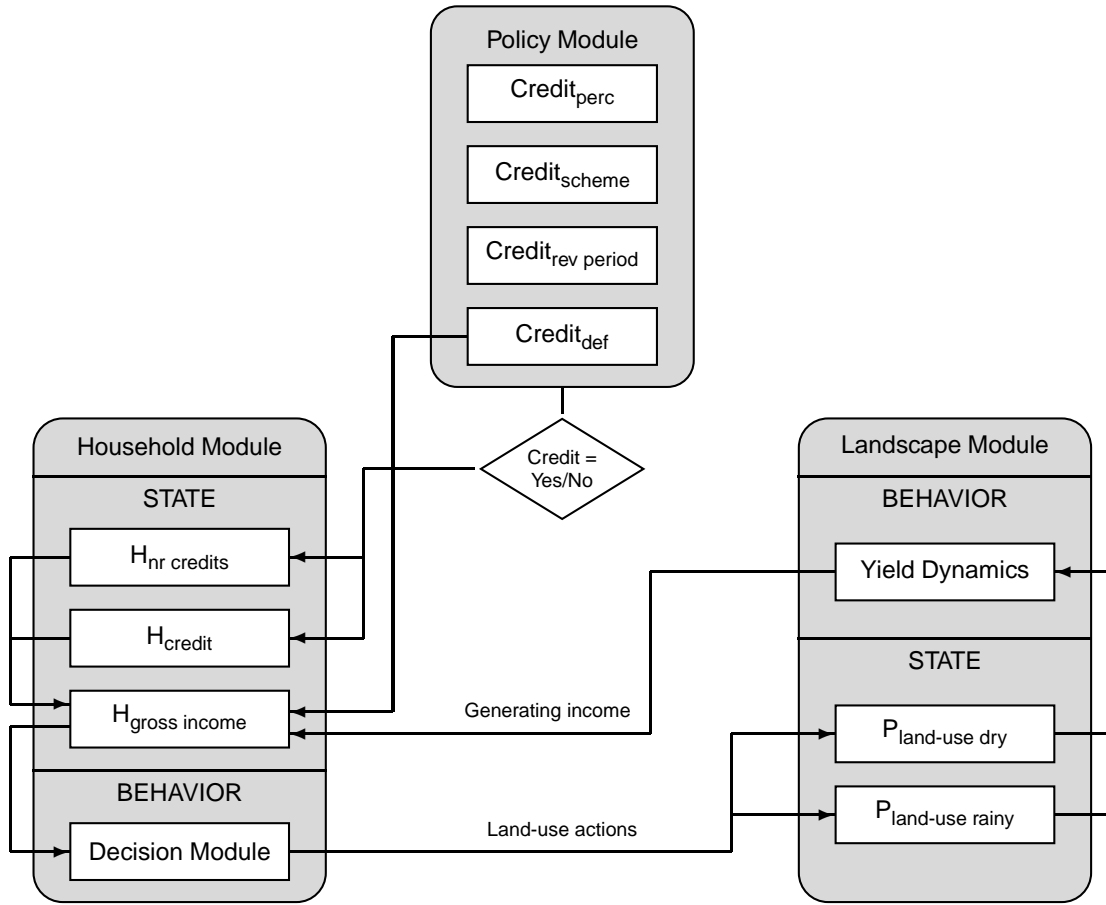 Policy Module
Credit_perc
Credit_scheme
Credit_rev period
Credit_def
Credit =
Yes/No
Household Module
STATE
H_nr credits
H_credit
H_gross income
BEHAVIOR
Decision Module
Generating income
Land-use actions
Landscape Module
BEHAVIOR
Yield Dynamics
STATE
P_land-use dry
P_land-use rainy